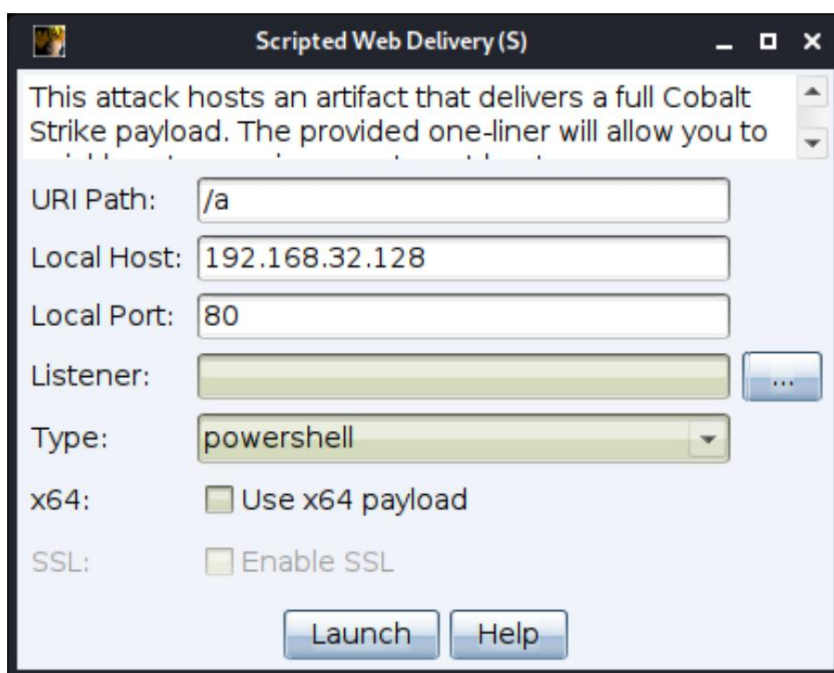 Scripted Web Delivery (S)
This attack hosts an artifact that delivers a full Cobalt
Strike payload. The provided one-liner will allow you to
URI Path: /a
Local Host: 192.168.32.128
Local Port: 80
Listener: ...
Type: powershell
x64: Use x64 payload
SSL: Enable SSL
Launch Help